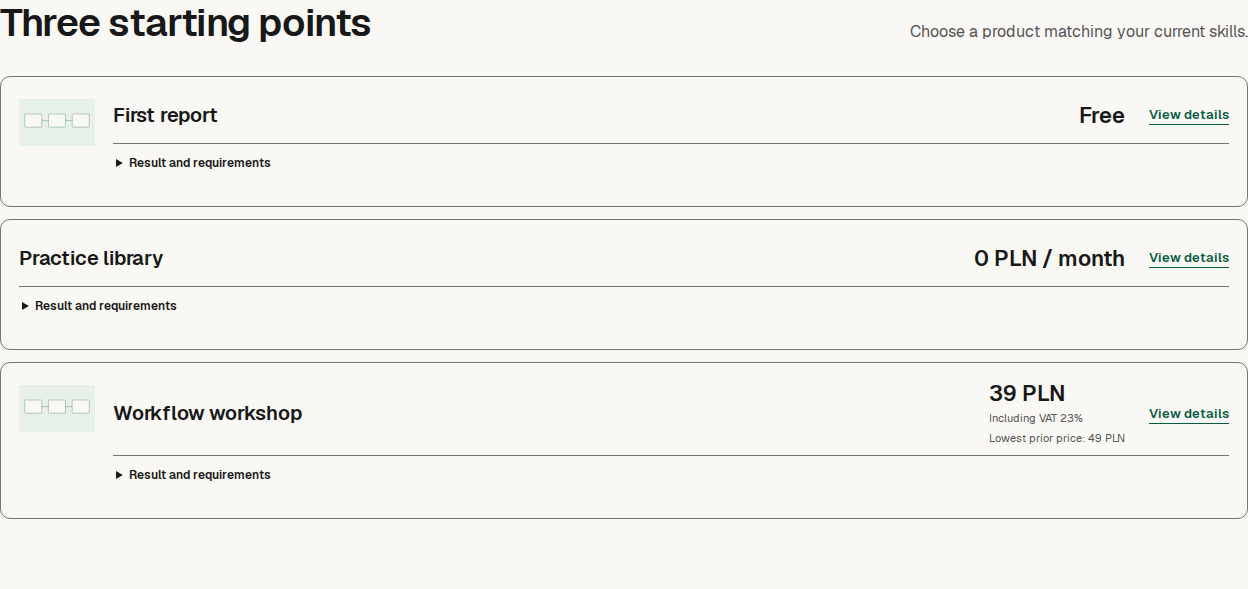 Three starting points
Choose a product matching your current skills.
First report
Free
View details
Result and requirements
Practice library
0 PLN / month
View details
Result and requirements
Workflow workshop
39 PLN
Including VAT 23%
Lowest prior price: 49 PLN
View details
Result and requirements